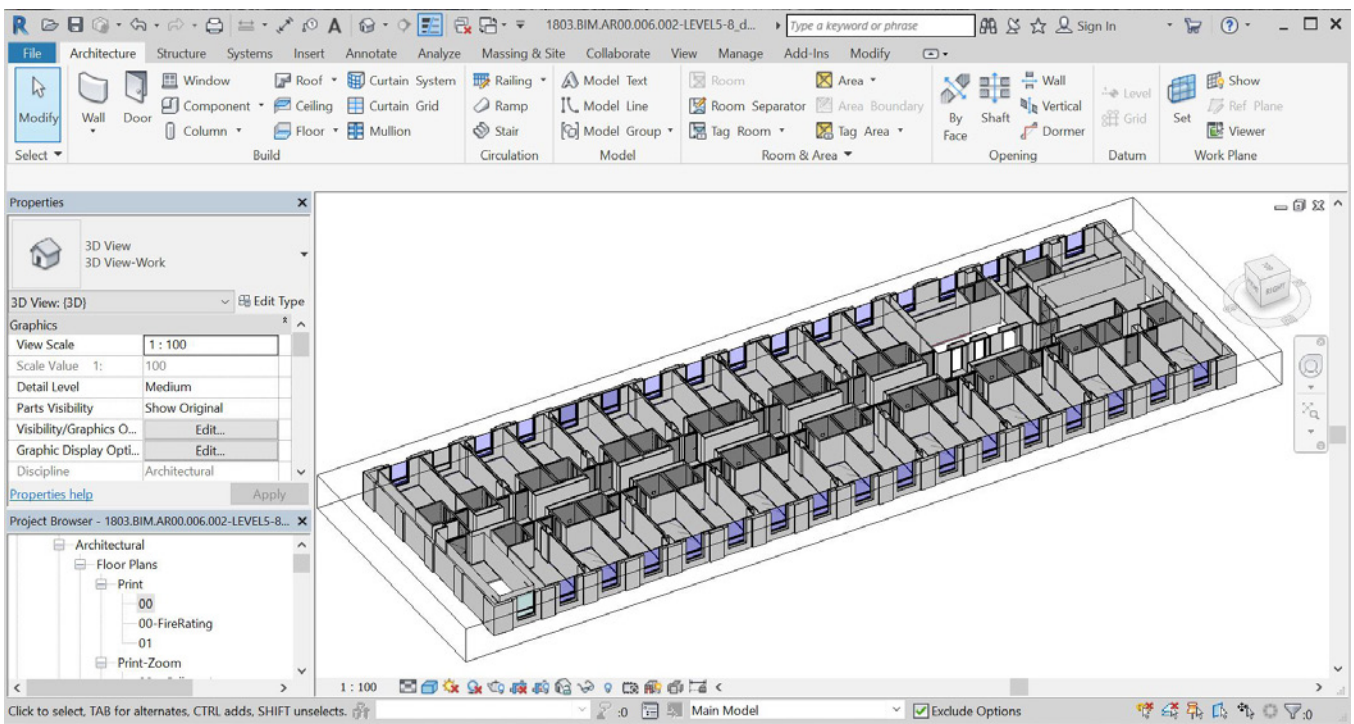 R A 1803.BIM.AR00.006.002-LEVEL5-8_d... Type a keyword or phrase Sign In ?
File Architecture Structure Systems Insert Annotate Analyze Massing & Site Collaborate View Manage Add-Ins Modify
Modify Wall Door Window Roof Curtain System Railing Model Text Room Area By Face Shaft Wall Level Set Show
Component Ceiling Curtain Grid Ramp Model Line Room Separator Area Boundary Vertical Grid Ref Plane
Column Floor Mullion Stair Model Group Tag Room Tag Area Dormer Viewer
Select Build Circulation Model Room & Area Opening Datum Work Plane
Properties
3D View
3D View-Work
3D View: {3D} Edit Type
Graphics
View Scale 1 : 100
Scale Value 1: 100
Detail Level Medium
Parts Visibility Show Original
Visibility/Graphics O... Edit...
Graphic Display Opti... Edit...
Discipline Architectural
Properties help Apply
Project Browser - 1803.BIM.AR00.006.002-LEVEL5-8...
Architectural
Floor Plans
Print
00
00-FireRating
01
Print-Zoom
RIGHT
1 : 100
Click to select, TAB for alternates, CTRL adds, SHIFT unselects. :0 Main Model Exclude Options :0